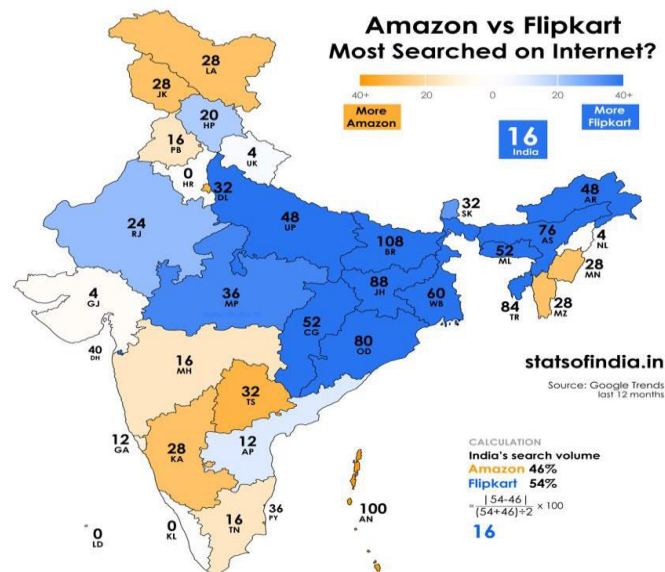 Amazon vs Flipkart
Most Searched on Internet?
40+ 20 0 20 40+
More
Amazon
More
Flipkart
16
India
28
LA
28
JK
20
HP
16
PB
4
UK
0
HR
32
DL
24
RJ
48
UP
32
SK
48
AR
76
AS
4
NL
108
BR
52
ML
28
MN
4
GJ
36
MP
88
JH
60
WB
84
TR
28
MZ
52
CG
80
OD
40
DH
16
MH
32
TS
statsofindia.in
Source: Google Trends
last 12 months
12
GA
28
KA
12
AP
CALCULATION
India's search volume
Amazon 46%
Flipkart 54%
= |54-46| / (54+46)÷2 x 100
16
0
LD
0
KL
16
TN
36
PY
100
AN